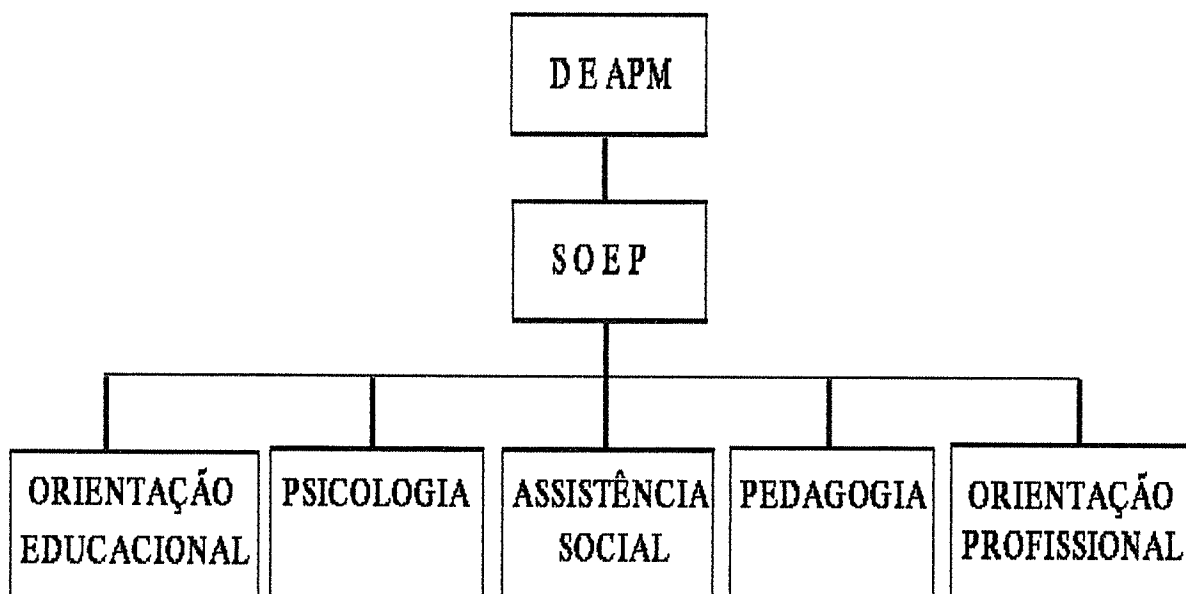 D E APM
S O E P
ORIENTAÇÃO
EDUCACIONAL
PSICOLOGIA
ASSISTÊNCIA
SOCIAL
PEDAGOGIA
ORIENTAÇÃO
PROFISSIONAL